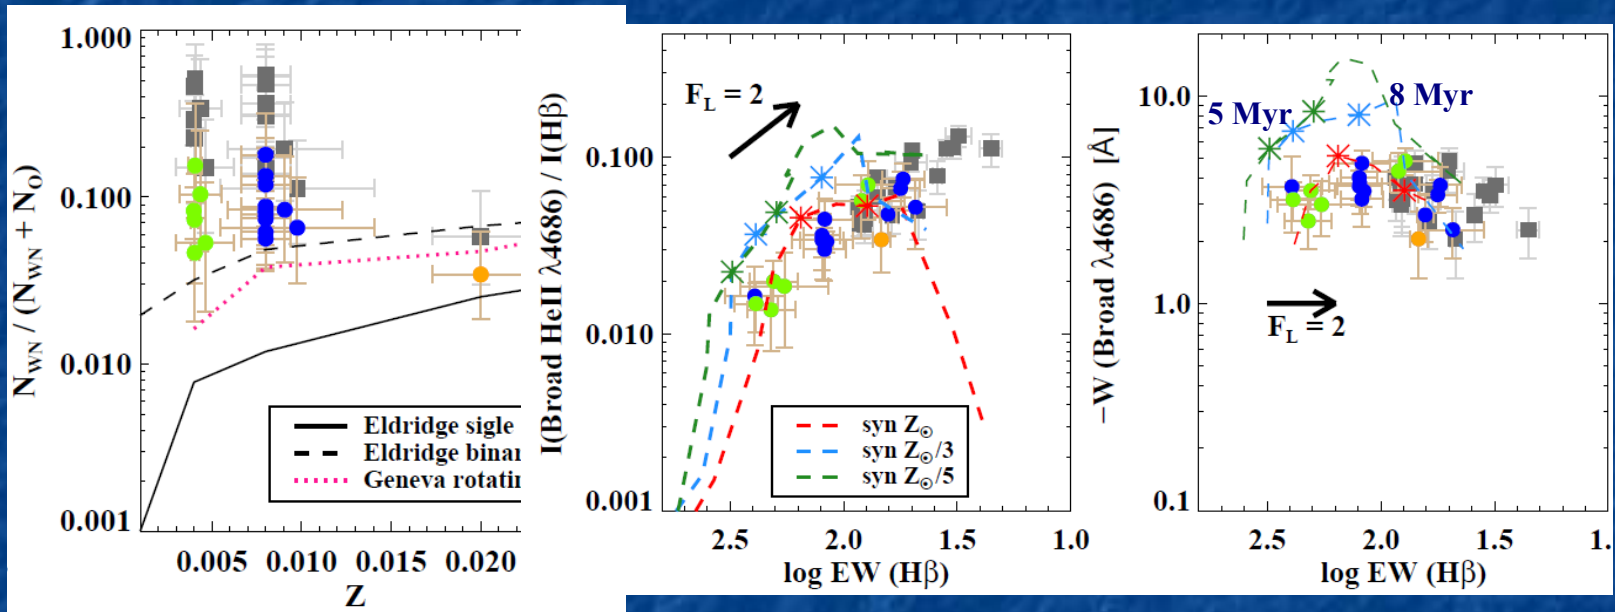 1.000
0.100
0.010
0.001
N_WN / (N_WN + N_O)
0.005 0.010 0.015 0.020
Z
Eldridge sigle
Eldridge binar
Geneva rotatin
I(Broad HeII λ4686) / I(Hβ)
0.100
0.010
0.001
F_L = 2
syn Z_⊙
syn Z_⊙/3
syn Z_⊙/5
2.5 2.0 1.5 1.0
log EW (Hβ)
−W (Broad λ4686) [Å]
10.0
1.0
0.1
5 Myr
8 Myr
F_L = 2
2.5 2.0 1.5 1.
log EW (Hβ)